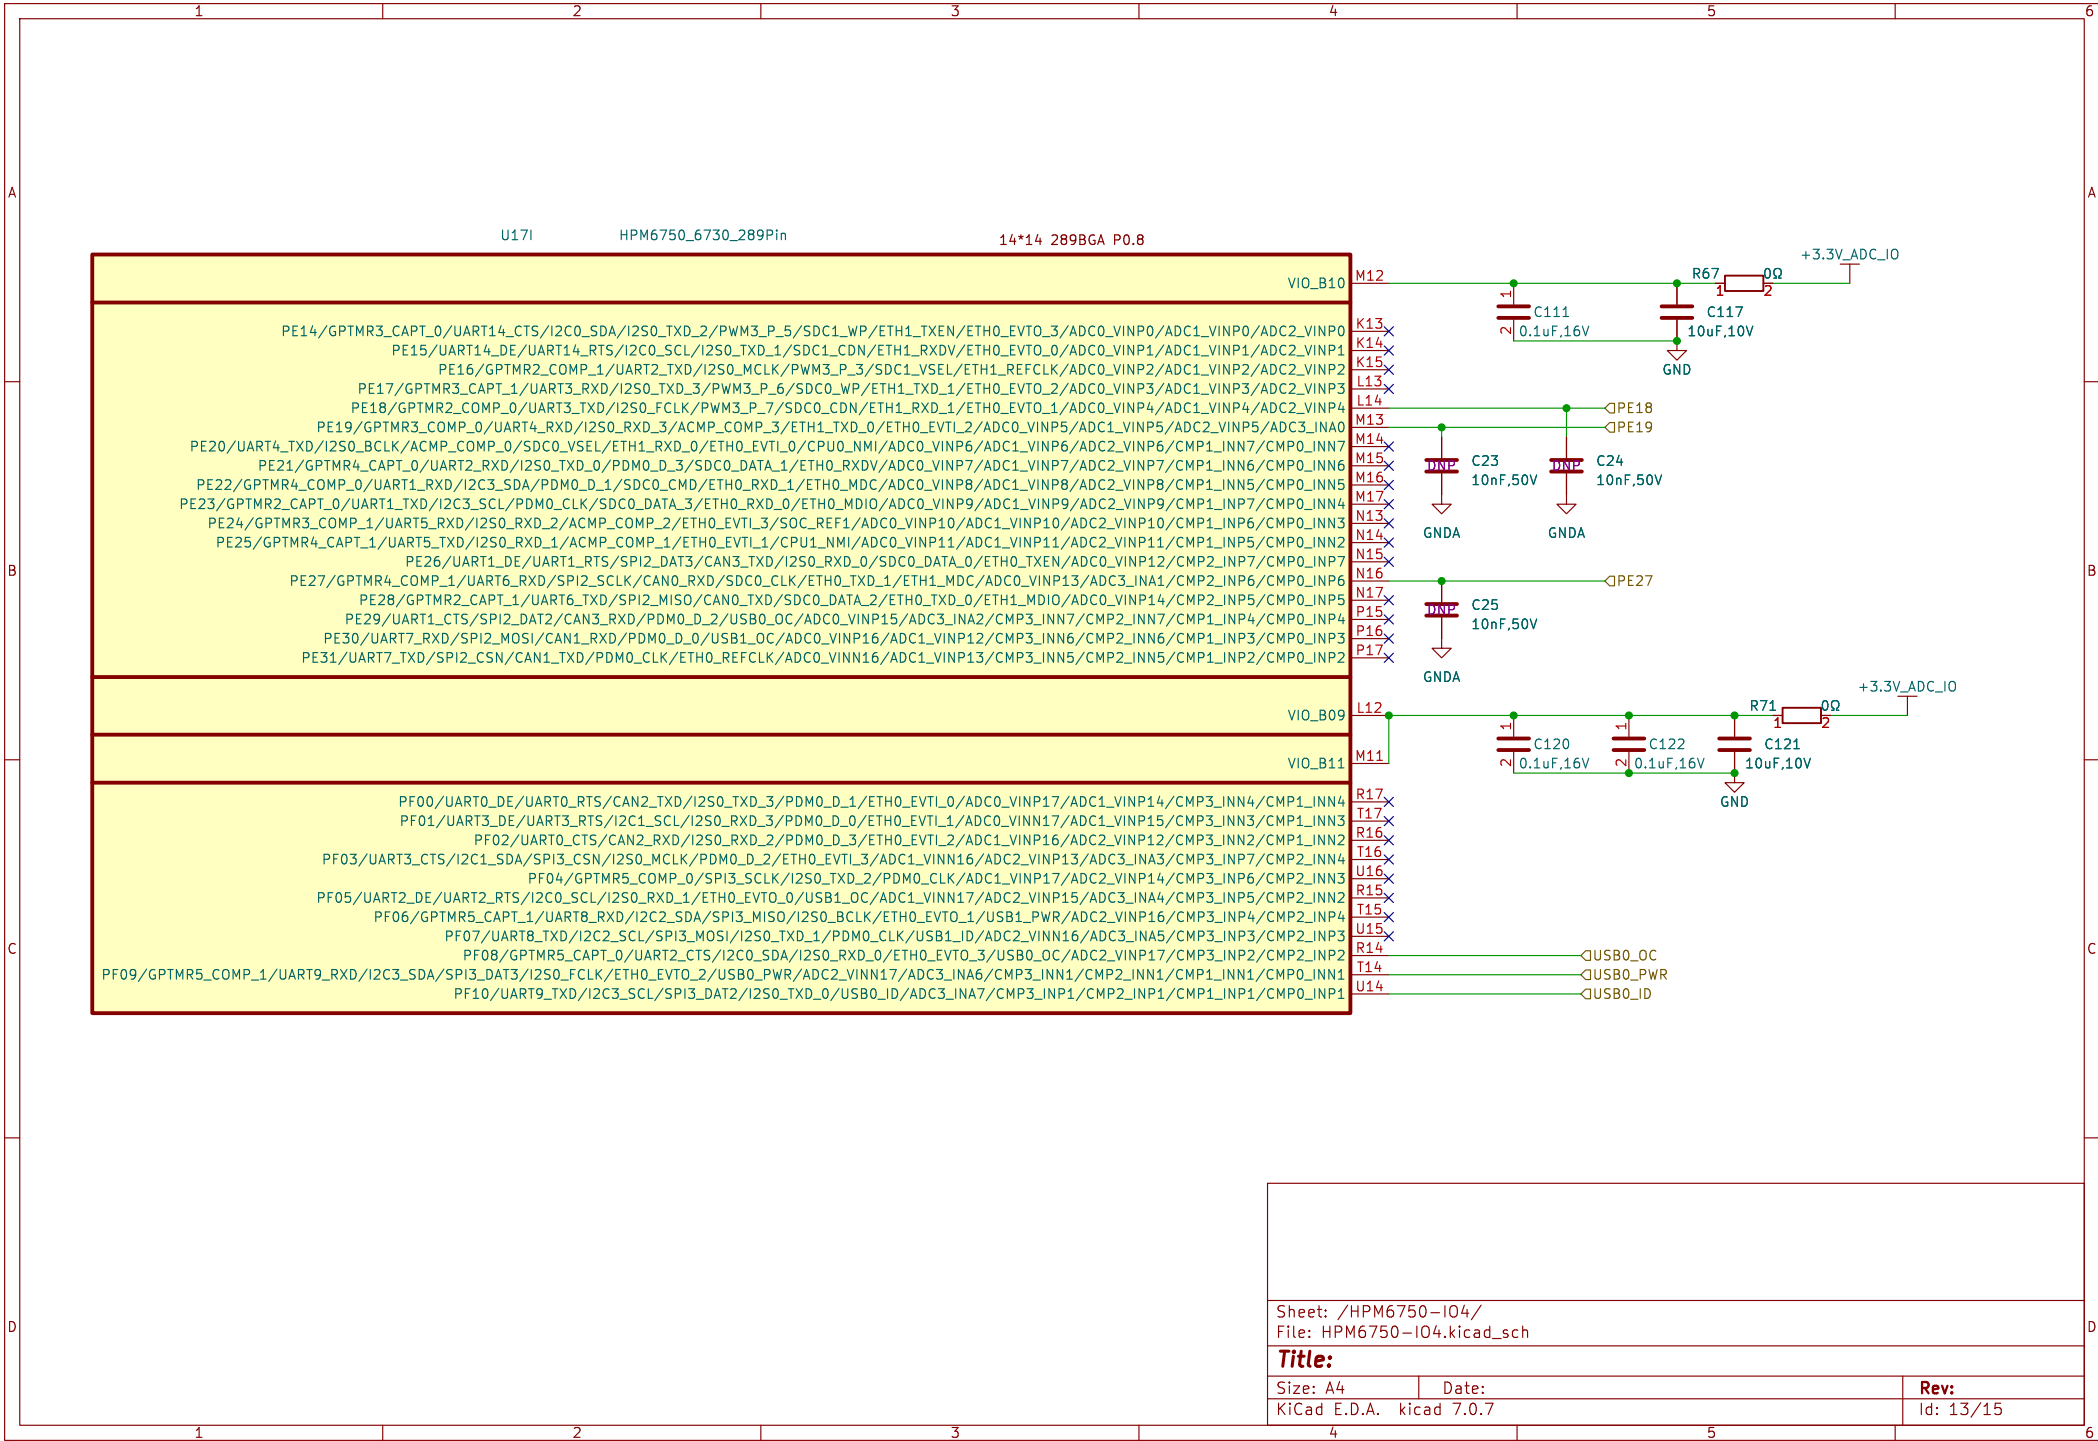 1 2 3 4 5 6
A A
U17I HPM6750_6730_289Pin 14*14 289BGA P0.8
+3.3V_ADC_IO
VIO_B10 M12
R67 0Ω
1 2
1 C111 C117
2 0.1uF,16V 10uF,10V
GND
PE14/GPTMR3_CAPT_0/UART14_CTS/I2C0_SDA/I2S0_TXD_2/PWM3_P_5/SDC1_WP/ETH1_TXEN/ETH0_EVTO_3/ADC0_VINP0/ADC1_VINP0/ADC2_VINP0 K13
PE15/UART14_DE/UART14_RTS/I2C0_SCL/I2S0_TXD_1/SDC1_CDN/ETH1_RXDV/ETH0_EVTO_0/ADC0_VINP1/ADC1_VINP1/ADC2_VINP1 K14
PE16/GPTMR2_COMP_1/UART2_TXD/I2S0_MCLK/PWM3_P_3/SDC1_VSEL/ETH1_REFCLK/ADC0_VINP2/ADC1_VINP2/ADC2_VINP2 K15
PE17/GPTMR3_CAPT_1/UART3_RXD/I2S0_TXD_3/PWM3_P_6/SDC0_WP/ETH1_TXD_1/ETH0_EVTO_2/ADC0_VINP3/ADC1_VINP3/ADC2_VINP3 L13
PE18/GPTMR2_COMP_0/UART3_TXD/I2S0_FCLK/PWM3_P_7/SDC0_CDN/ETH1_RXD_1/ETH0_EVTO_1/ADC0_VINP4/ADC1_VINP4/ADC2_VINP4 L14 PE18
PE19/GPTMR3_COMP_0/UART4_RXD/I2S0_RXD_3/ACMP_COMP_3/ETH1_TXD_0/ETH0_EVTI_2/ADC0_VINP5/ADC1_VINP5/ADC2_VINP5/ADC3_INA0 M13 PE19
PE20/UART4_TXD/I2S0_BCLK/ACMP_COMP_0/SDC0_VSEL/ETH1_RXD_0/ETH0_EVTI_0/CPU0_NMI/ADC0_VINP6/ADC1_VINP6/ADC2_VINP6/CMP1_INN7/CMP0_INN7 M14
PE21/GPTMR4_CAPT_0/UART2_RXD/I2S0_TXD_0/PDM0_D_3/SDC0_DATA_1/ETH0_RXDV/ADC0_VINP7/ADC1_VINP7/ADC2_VINP7/CMP1_INN6/CMP0_INN6 M15
PE22/GPTMR4_COMP_0/UART1_RXD/I2C3_SDA/PDM0_D_1/SDC0_CMD/ETH0_RXD_1/ETH0_MDC/ADC0_VINP8/ADC1_VINP8/ADC2_VINP8/CMP1_INN5/CMP0_INN5 M16
PE23/GPTMR2_CAPT_0/UART1_TXD/I2C3_SCL/PDM0_CLK/SDC0_DATA_3/ETH0_RXD_0/ETH0_MDIO/ADC0_VINP9/ADC1_VINP9/ADC2_VINP9/CMP1_INP7/CMP0_INN4 M17
PE24/GPTMR3_COMP_1/UART5_RXD/I2S0_RXD_2/ACMP_COMP_2/ETH0_EVTI_3/SOC_REF1/ADC0_VINP10/ADC1_VINP10/ADC2_VINP10/CMP1_INP6/CMP0_INN3 N13
PE25/GPTMR4_CAPT_1/UART5_TXD/I2S0_RXD_1/ACMP_COMP_1/ETH0_EVTI_1/CPU1_NMI/ADC0_VINP11/ADC1_VINP11/ADC2_VINP11/CMP1_INP5/CMP0_INN2 N14
PE26/UART1_DE/UART1_RTS/SPI2_DAT3/CAN3_TXD/I2S0_RXD_0/SDC0_DATA_0/ETH0_TXEN/ADC0_VINP12/CMP2_INP7/CMP0_INP7 N15
PE27/GPTMR4_COMP_1/UART6_RXD/SPI2_SCLK/CAN0_RXD/SDC0_CLK/ETH0_TXD_1/ETH1_MDC/ADC0_VINP13/ADC3_INA1/CMP2_INP6/CMP0_INP6 N16 PE27
PE28/GPTMR2_CAPT_1/UART6_TXD/SPI2_MISO/CAN0_TXD/SDC0_DATA_2/ETH0_TXD_0/ETH1_MDIO/ADC0_VINP14/CMP2_INP5/CMP0_INP5 N17
PE29/UART1_CTS/SPI2_DAT2/CAN3_RXD/PDM0_D_2/USB0_OC/ADC0_VINP15/ADC3_INA2/CMP3_INN7/CMP2_INN7/CMP1_INP4/CMP0_INP4 P15
PE30/UART7_RXD/SPI2_MOSI/CAN1_RXD/PDM0_D_0/USB1_OC/ADC0_VINP16/ADC1_VINP12/CMP3_INN6/CMP2_INN6/CMP1_INP3/CMP0_INP3 P16
PE31/UART7_TXD/SPI2_CSN/CAN1_TXD/PDM0_CLK/ETH0_REFCLK/ADC0_VINN16/ADC1_VINP13/CMP3_INN5/CMP2_INN5/CMP1_INP2/CMP0_INP2 P17
DNP C23 DNP C24
10nF,50V 10nF,50V
GNDA GNDA
B B
DNP C25
10nF,50V
GNDA
+3.3V_ADC_IO
VIO_B09 L12
R71 0Ω
1 2
1 C120 1 C122 C121
2 0.1uF,16V 2 0.1uF,16V 10uF,10V
GND
VIO_B11 M11
PF00/UART0_DE/UART0_RTS/CAN2_TXD/I2S0_TXD_3/PDM0_D_1/ETH0_EVTI_0/ADC0_VINP17/ADC1_VINP14/CMP3_INN4/CMP1_INN4 R17
PF01/UART3_DE/UART3_RTS/I2C1_SCL/I2S0_RXD_3/PDM0_D_0/ETH0_EVTI_1/ADC0_VINN17/ADC1_VINP15/CMP3_INN3/CMP1_INN3 T17
PF02/UART0_CTS/CAN2_RXD/I2S0_RXD_2/PDM0_D_3/ETH0_EVTI_2/ADC1_VINP16/ADC2_VINP12/CMP3_INN2/CMP1_INN2 R16
PF03/UART3_CTS/I2C1_SDA/SPI3_CSN/I2S0_MCLK/PDM0_D_2/ETH0_EVTI_3/ADC1_VINN16/ADC2_VINP13/ADC3_INA3/CMP3_INP7/CMP2_INN4 T16
PF04/GPTMR5_COMP_0/SPI3_SCLK/I2S0_TXD_2/PDM0_CLK/ADC1_VINP17/ADC2_VINP14/CMP3_INP6/CMP2_INN3 U16
PF05/UART2_DE/UART2_RTS/I2C0_SCL/I2S0_RXD_1/ETH0_EVTO_0/USB1_OC/ADC1_VINN17/ADC2_VINP15/ADC3_INA4/CMP3_INP5/CMP2_INN2 R15
PF06/GPTMR5_CAPT_1/UART8_RXD/I2C2_SDA/SPI3_MISO/I2S0_BCLK/ETH0_EVTO_1/USB1_PWR/ADC2_VINP16/CMP3_INP4/CMP2_INP4 T15
PF07/UART8_TXD/I2C2_SCL/SPI3_MOSI/I2S0_TXD_1/PDM0_CLK/USB1_ID/ADC2_VINN16/ADC3_INA5/CMP3_INP3/CMP2_INP3 U15
PF08/GPTMR5_CAPT_0/UART2_CTS/I2C0_SDA/I2S0_RXD_0/ETH0_EVTO_3/USB0_OC/ADC2_VINP17/CMP3_INP2/CMP2_INP2 R14 USB0_OC
PF09/GPTMR5_COMP_1/UART9_RXD/I2C3_SDA/SPI3_DAT3/I2S0_FCLK/ETH0_EVTO_2/USB0_PWR/ADC2_VINN17/ADC3_INA6/CMP3_INN1/CMP2_INN1/CMP1_INN1/CMP0_INN1 T14 USB0_PWR
PF10/UART9_TXD/I2C3_SCL/SPI3_DAT2/I2S0_TXD_0/USB0_ID/ADC3_INA7/CMP3_INP1/CMP2_INP1/CMP1_INP1/CMP0_INP1 U14 USB0_ID
C C
D D
Sheet: /HPM6750-IO4/
File: HPM6750-IO4.kicad_sch
Title:
Size: A4 Date: Rev:
KiCad E.D.A. kicad 7.0.7 Id: 13/15
1 2 3 4 5 6